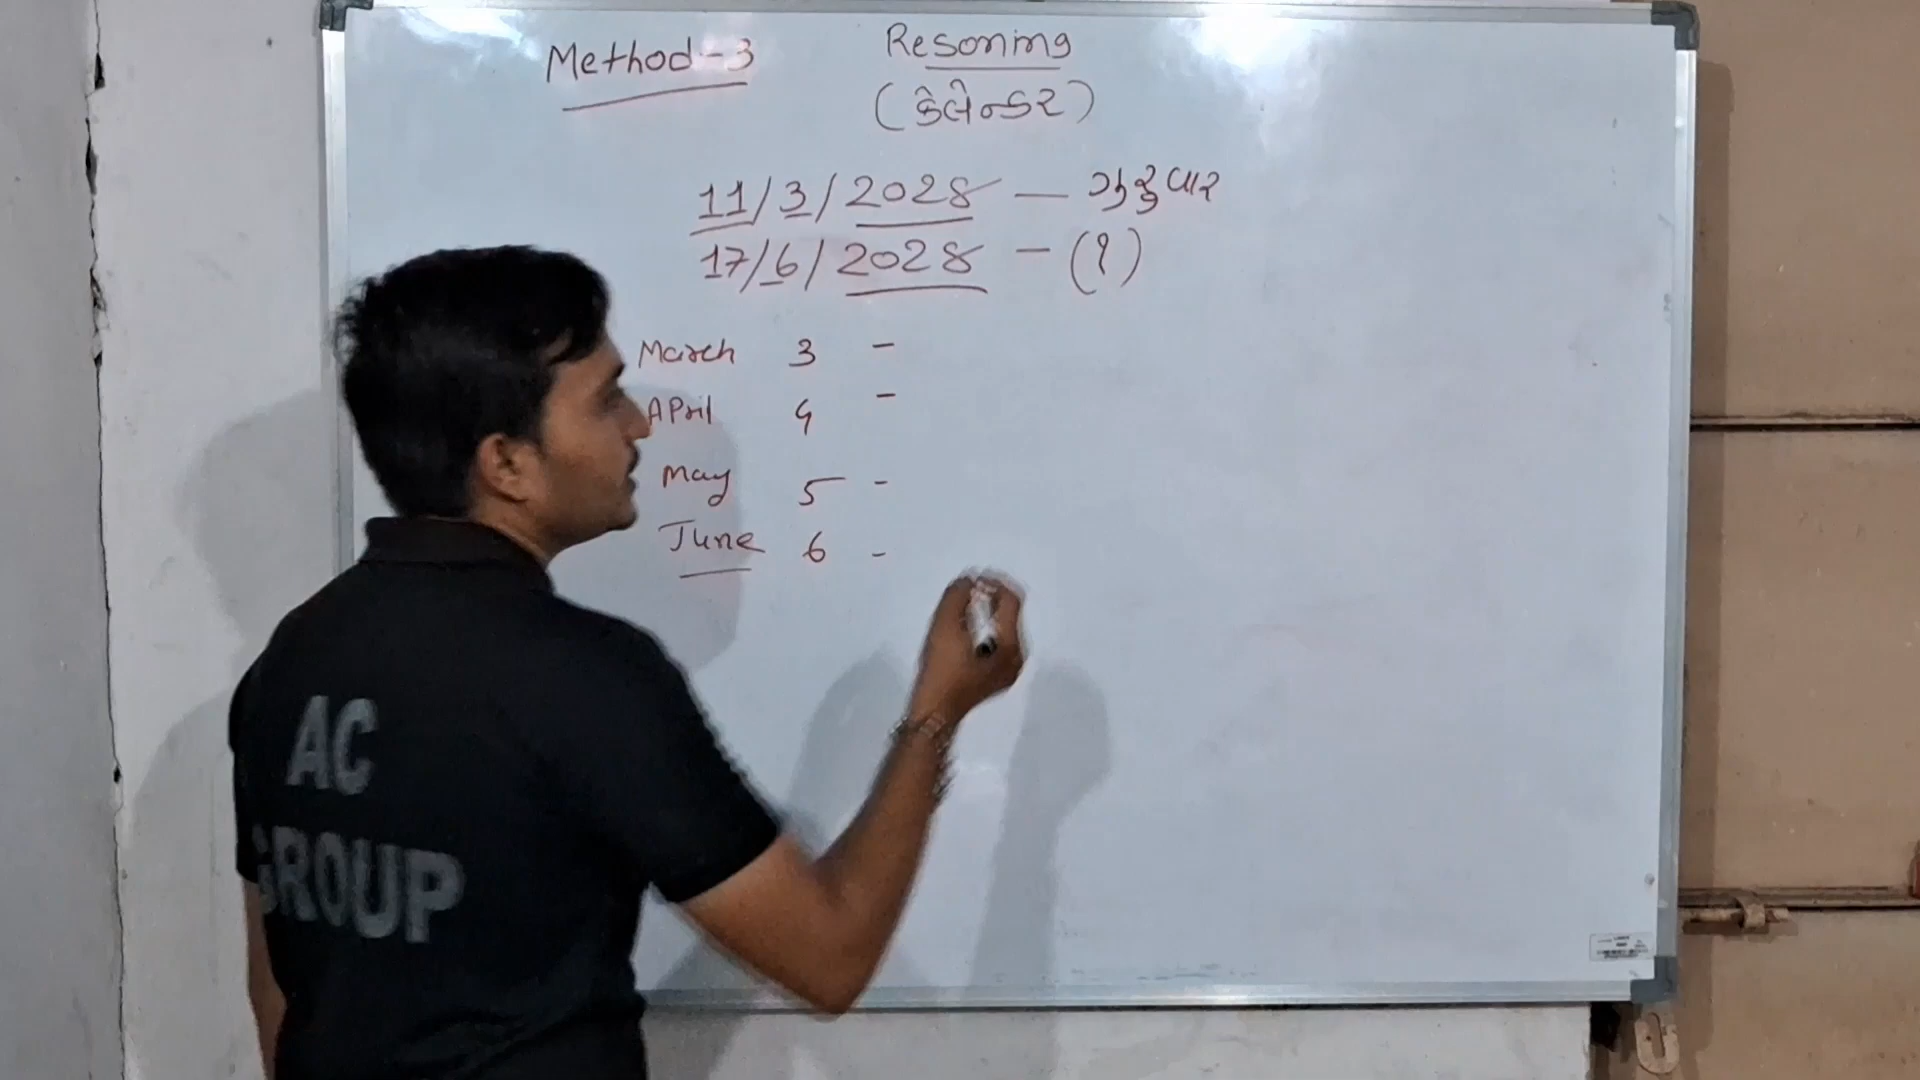 Method-3
Resoning
(કેલેન્ડર)
11/3/2028 — ગુરુવાર
17/6/2028 - (?)
March 3 -
April 4 -
May 5 -
June 6 -
AC
GROUP